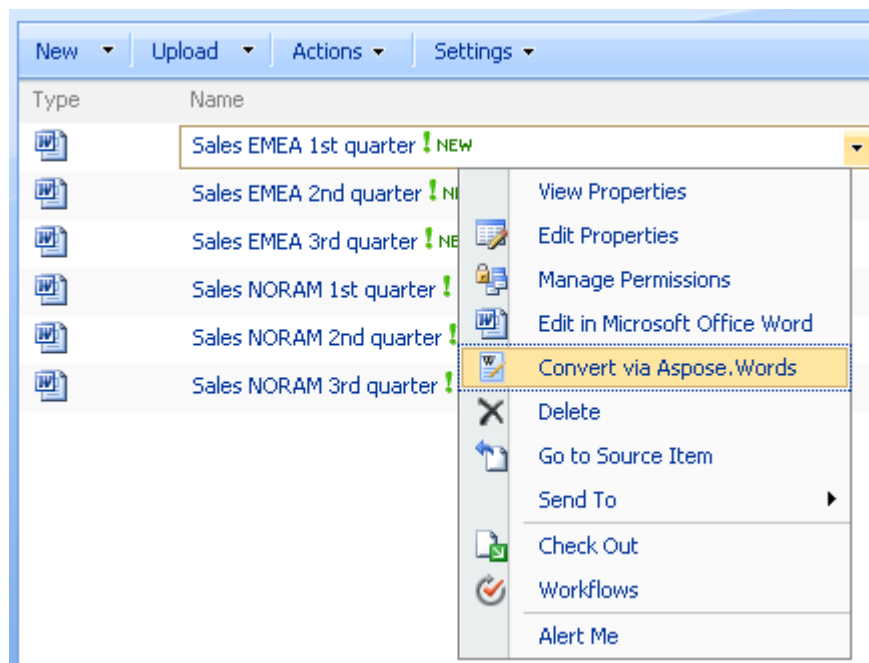 New Upload Actions Settings
Type Name
Sales EMEA 1st quarter ! NEW
Sales EMEA 2nd quarter !
Sales EMEA 3rd quarter !
Sales NORAM 1st quarter !
Sales NORAM 2nd quarter !
Sales NORAM 3rd quarter !
View Properties
Edit Properties
Manage Permissions
Edit in Microsoft Office Word
Convert via Aspose.Words
Delete
Go to Source Item
Send To
Check Out
Workflows
Alert Me